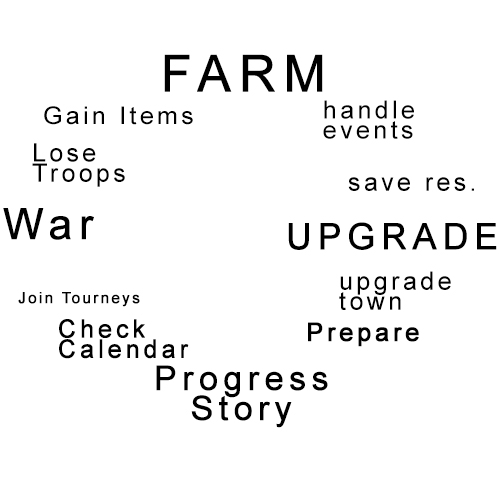 FARM
Gain Items
handle
events
Lose
Troops
save res.
War
UPGRADE
upgrade
town
Join Tourneys
Check
Calendar
Prepare
Progress
Story